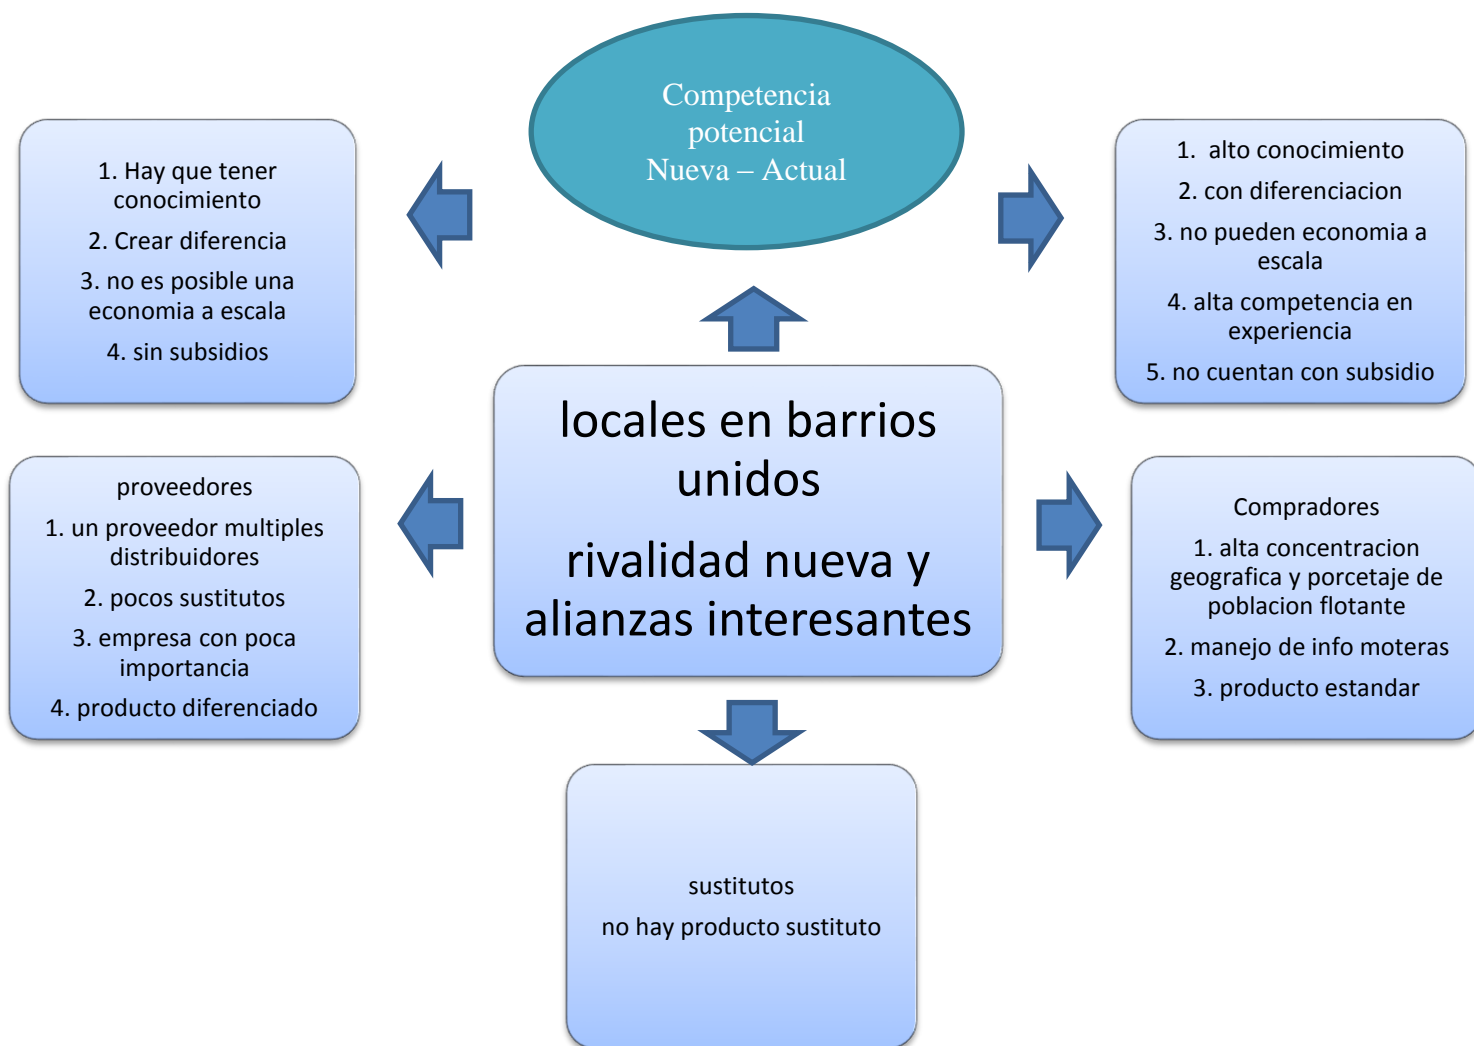 Competencia
potencial
Nueva – Actual
1. Hay que tener
conocimiento
2. Crear diferencia
3. no es posible una
economia a escala
4. sin subsidios
1. alto conocimiento
2. con diferenciacion
3. no pueden economia a
escala
4. alta competencia en
experiencia
5. no cuentan con subsidio
locales en barrios
unidos
rivalidad nueva y
alianzas interesantes
proveedores
1. un proveedor multiples
distribuidores
2. pocos sustitutos
3. empresa con poca
importancia
4. producto diferenciado
Compradores
1. alta concentracion
geografica y porcetaje de
poblacion flotante
2. manejo de info moteras
3. producto estandar
sustitutos
no hay producto sustituto